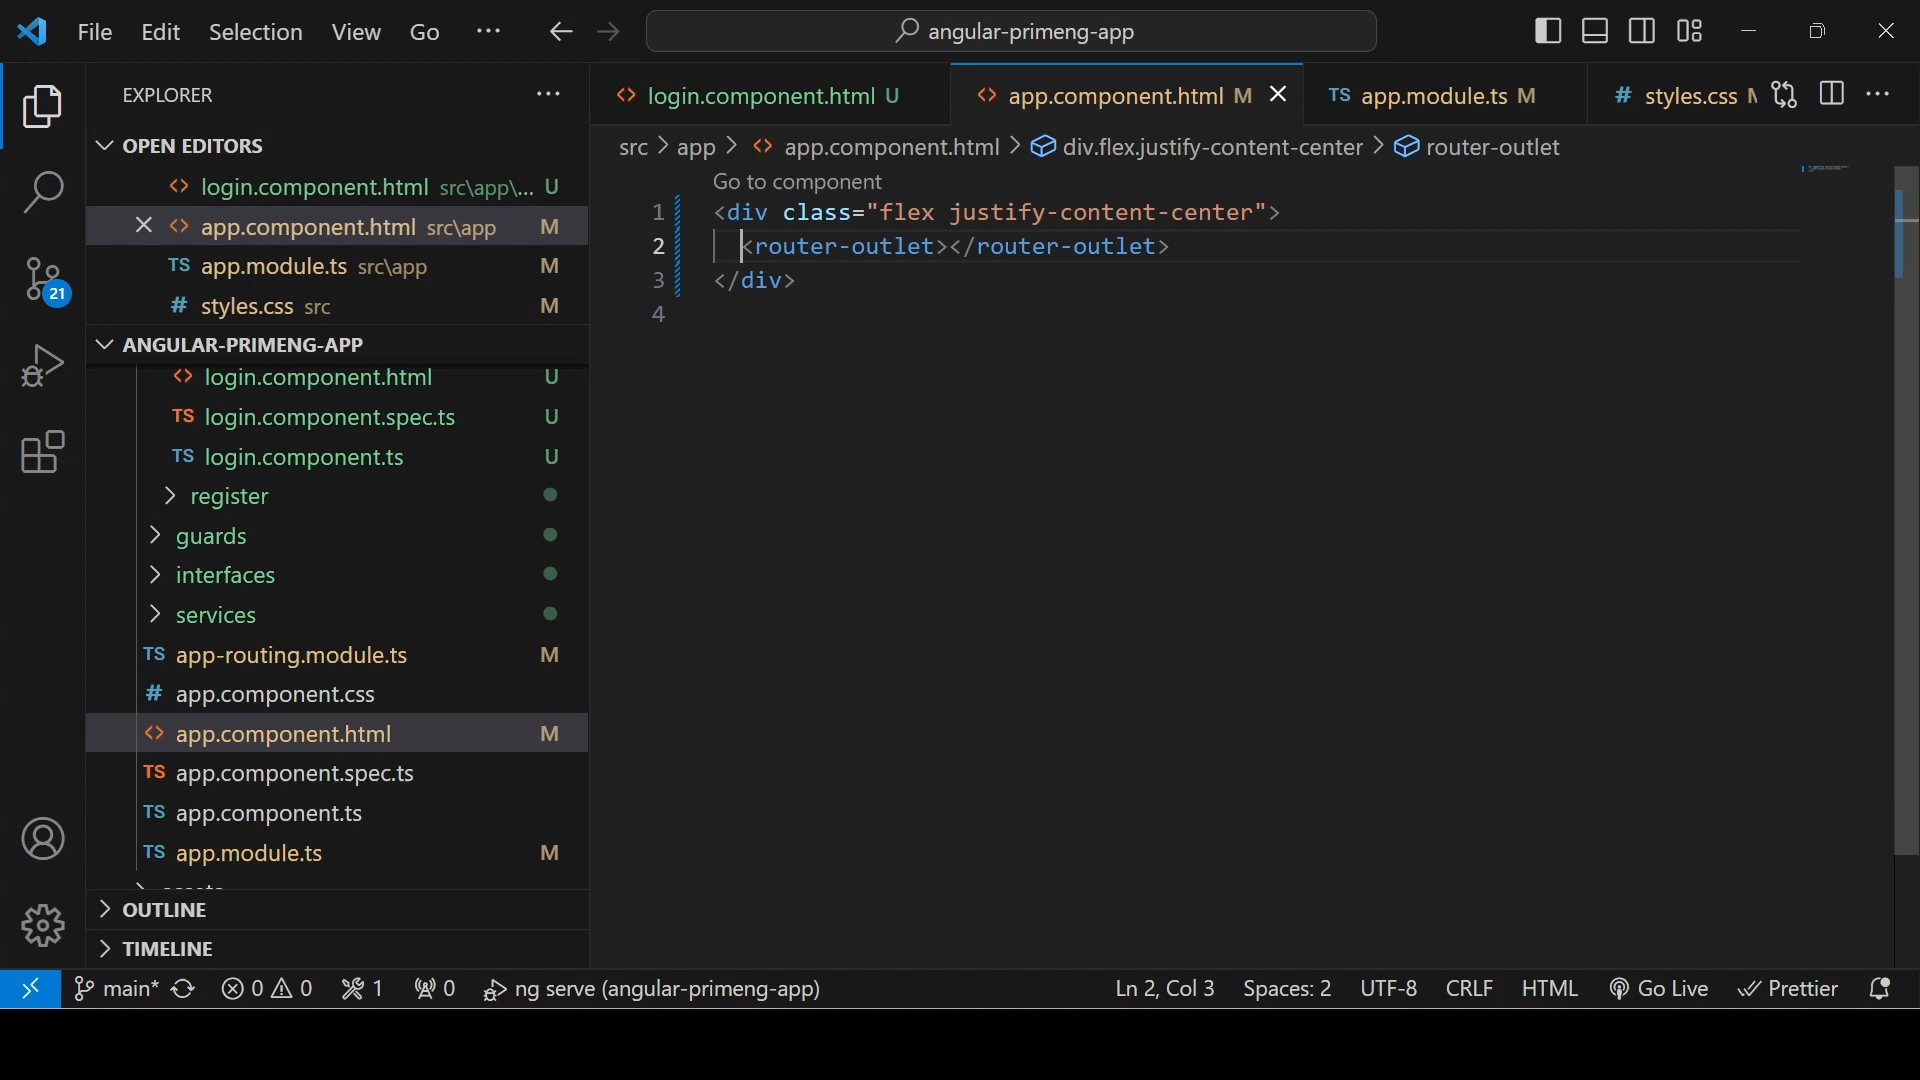 File Edit Selection View Go ··· angular-primeng-app
EXPLORER ···
OPEN EDITORS
login.component.html src\app\... U
app.component.html src\app M
TS app.module.ts src\app M
# styles.css src M
ANGULAR-PRIMENG-APP
login.component.html U
TS login.component.spec.ts U
TS login.component.ts U
register
guards
interfaces
services
TS app-routing.module.ts M
# app.component.css
app.component.html M
TS app.component.spec.ts
TS app.component.ts
TS app.module.ts M
OUTLINE
TIMELINE
21
login.component.html U app.component.html M TS app.module.ts M # styles.css
src > app > app.component.html > div.flex.justify-content-center > router-outlet
Go to component
1 <div class="flex justify-content-center">
2 <router-outlet></router-outlet>
3 </div>
4
main* 0 0 1 0 ng serve (angular-primeng-app) Ln 2, Col 3 Spaces: 2 UTF-8 CRLF HTML Go Live Prettier